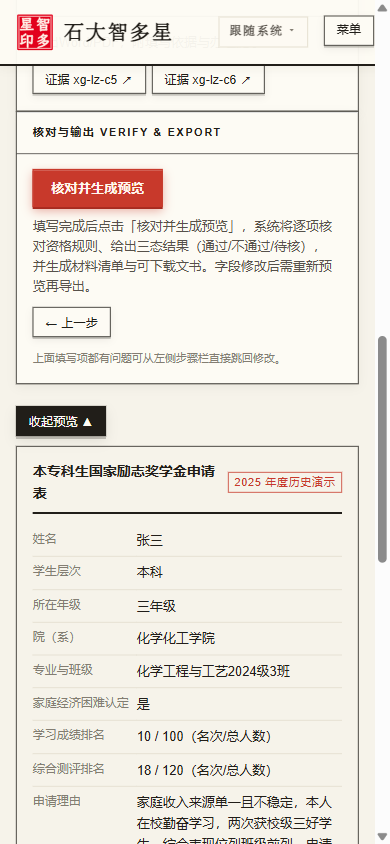 星智
印多
石大智多星
跟随系统
菜单
证据 xg-lz-c5 ↗
证据 xg-lz-c6 ↗
核对与输出 VERIFY & EXPORT
核对并生成预览
填写完成后点击「核对并生成预览」，系统将逐项核
对资格规则、给出三态结果（通过/不通过/待核），
并生成材料清单与可下载文书。字段修改后需重新预
览再导出。
← 上一步
上面填写项都有问题可从左侧步骤栏直接跳回修改。
收起预览 ▲
本专科生国家励志奖学金申请
表
2025 年度历史演示
姓名 张三
学生层次 本科
所在年级 三年级
院（系） 化学化工学院
专业与班级 化学工程与工艺2024级3班
家庭经济困难认定 是
学习成绩排名 10 / 100（名次/总人数）
综合测评排名 18 / 120（名次/总人数）
申请理由 家庭收入来源单一且不稳定，本人
在校勤奋学习，两次获校级三好学
生，综合表现位列班级前列，申请